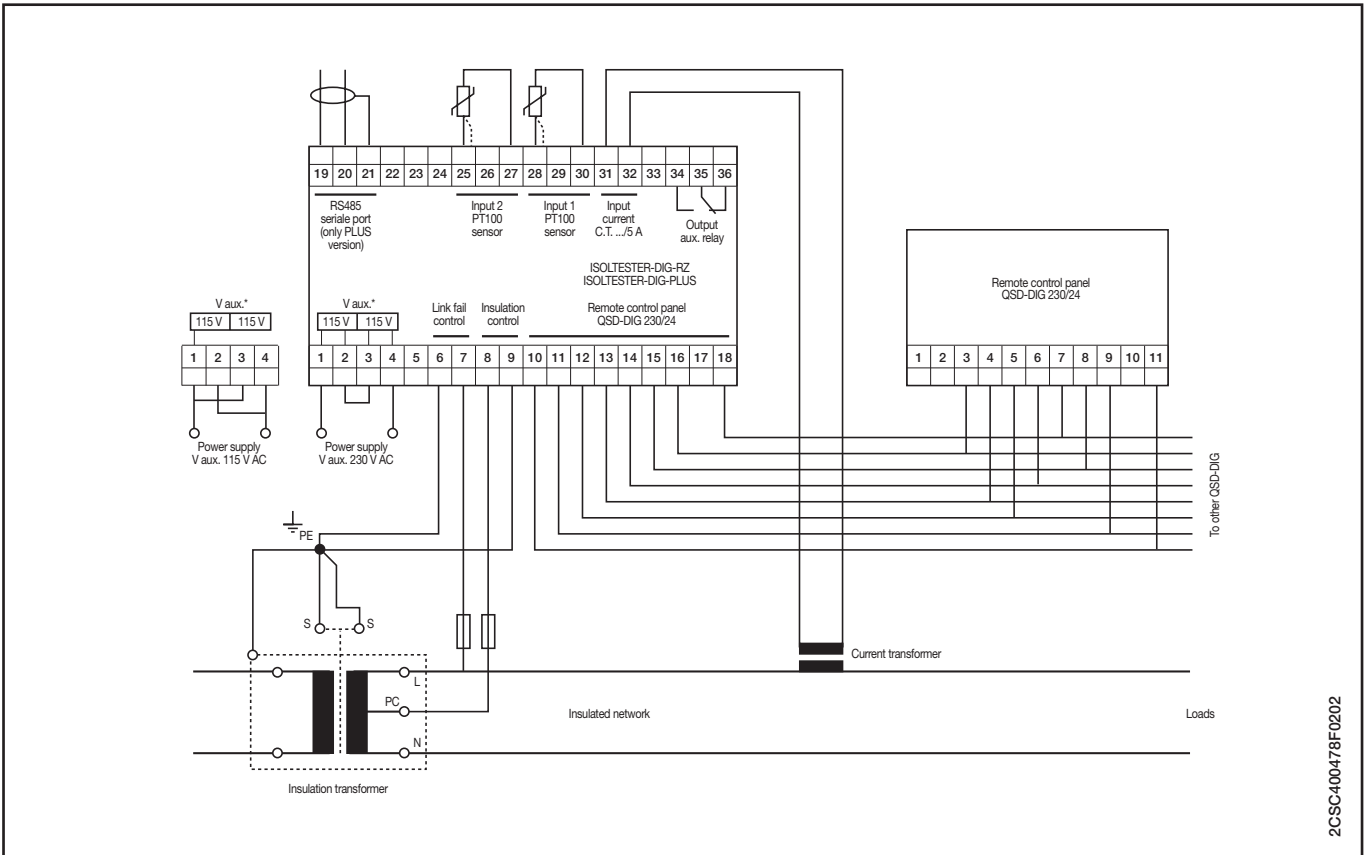 19 20 21 22 23 24 25 26 27 28 29 30 31 32 33 34 35 36
RS485
seriale port
(only PLUS
version)
Input 2
PT100
sensor
Input 1
PT100
sensor
Input
current
C.T. .../5 A
Output
aux. relay
ISOLTESTER-DIG-RZ
ISOLTESTER-DIG-PLUS
V aux.*
115 V 115 V
Link fail
control
Insulation
control
Remote control panel
QSD-DIG 230/24
1 2 3 4 5 6 7 8 9 10 11 12 13 14 15 16 17 18
V aux.*
115 V 115 V
1 2 3 4
Power supply
V aux. 115 V AC
Power supply
V aux. 230 V AC
Remote control panel
QSD-DIG 230/24
1 2 3 4 5 6 7 8 9 10 11
To other QSD-DIG
PE
S S
L
PC
N
Insulation transformer
Insulated network
Current transformer
Loads
2CSC400478F0202